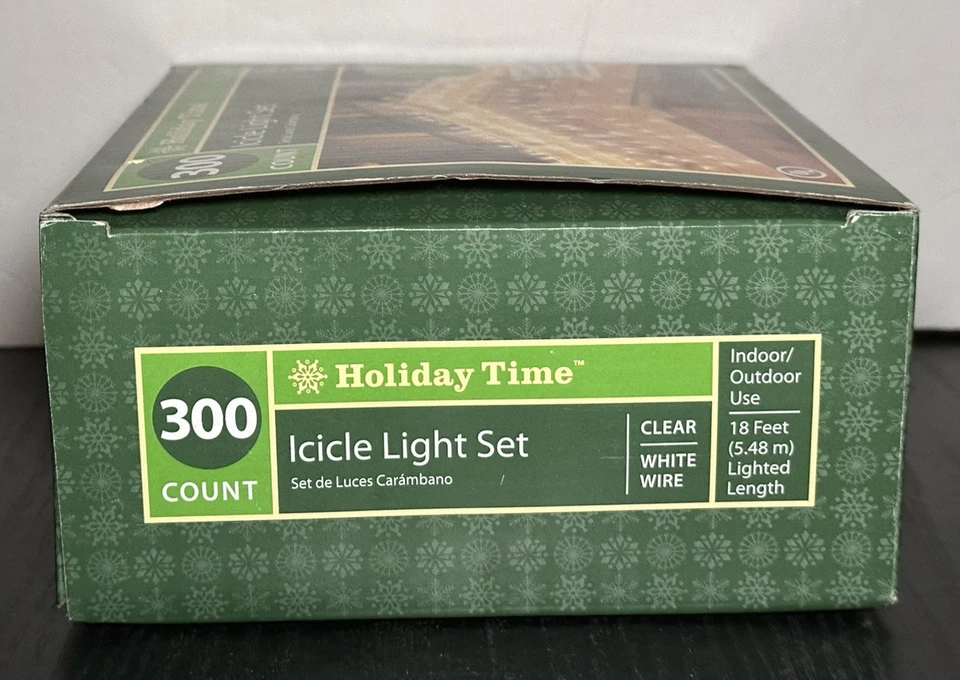 Holiday Time
Icicle Light Set
300
COUNT
300
COUNT
Holiday Time™
Icicle Light Set
Set de Luces Carámbano
CLEAR
WHITE
WIRE
Indoor/
Outdoor
Use
18 Feet
(5.48 m)
Lighted
Length